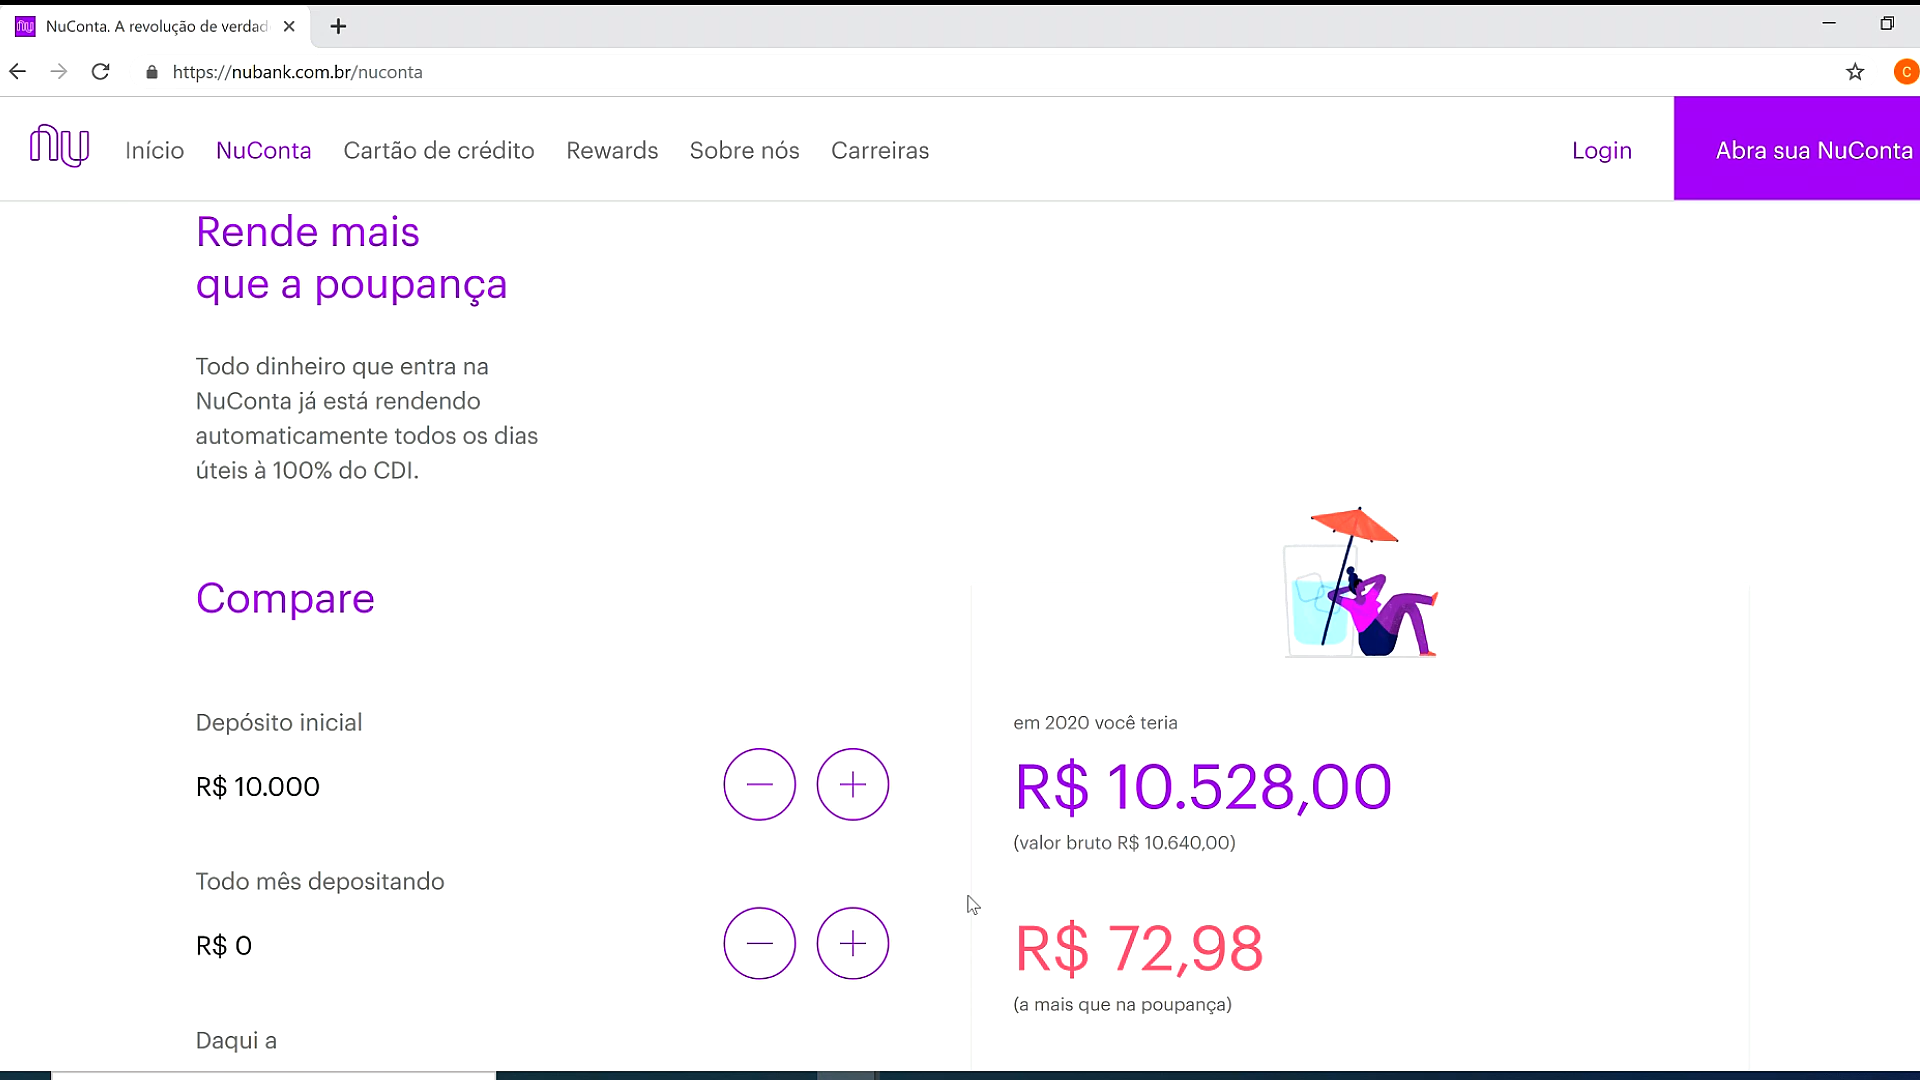 NuConta. A revolução de verdad
https://nubank.com.br/nuconta
C
nu
Início
NuConta
Cartão de crédito
Rewards
Sobre nós
Carreiras
Login
Abra sua NuConta
Rende mais
que a poupança
Todo dinheiro que entra na
NuConta já está rendendo
automaticamente todos os dias
úteis à 100% do CDI.
Compare
Depósito inicial
R$ 10.000
Todo mês depositando
R$ 0
Daqui a
em 2020 você teria
R$ 10.528,00
(valor bruto R$ 10.640,00)
R$ 72,98
(a mais que na poupança)